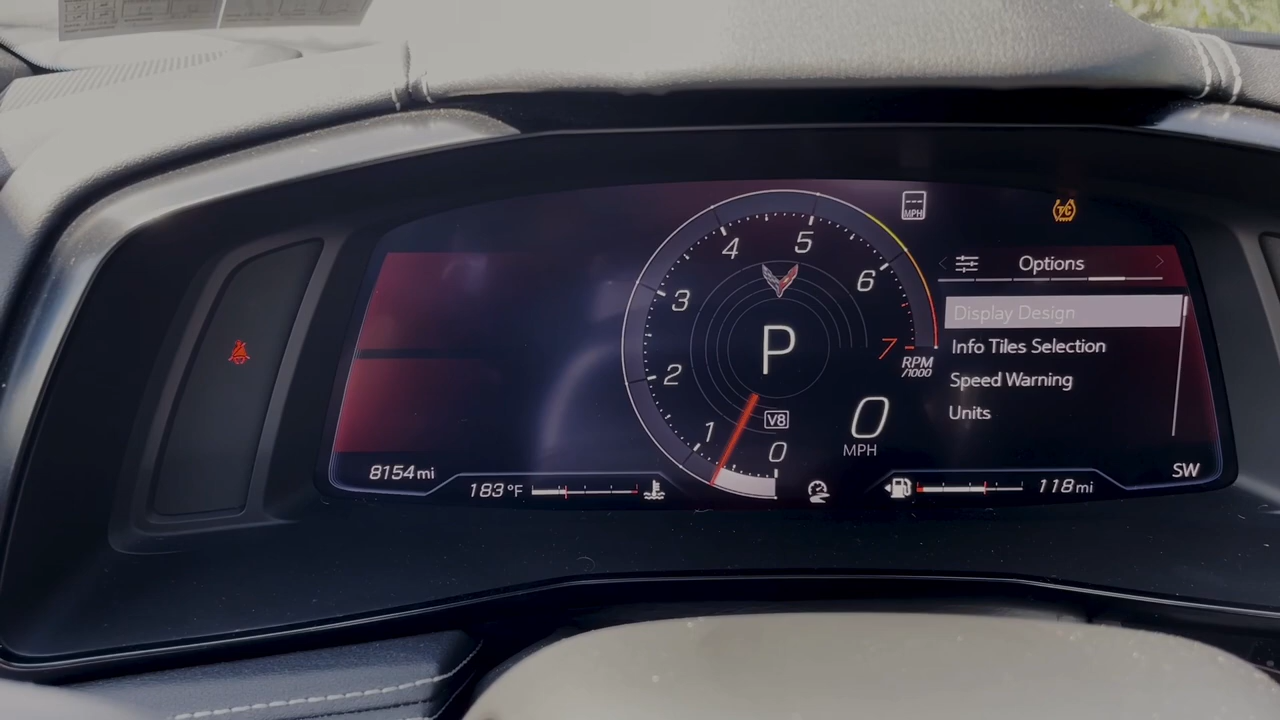 MPH
T/C
Options
Display Design
Info Tiles Selection
Speed Warning
Units
4
5
3
6
P
2
7
RPM
/1000
1
V8
0
0
MPH
8154 mi
183 °F
118 mi
SW